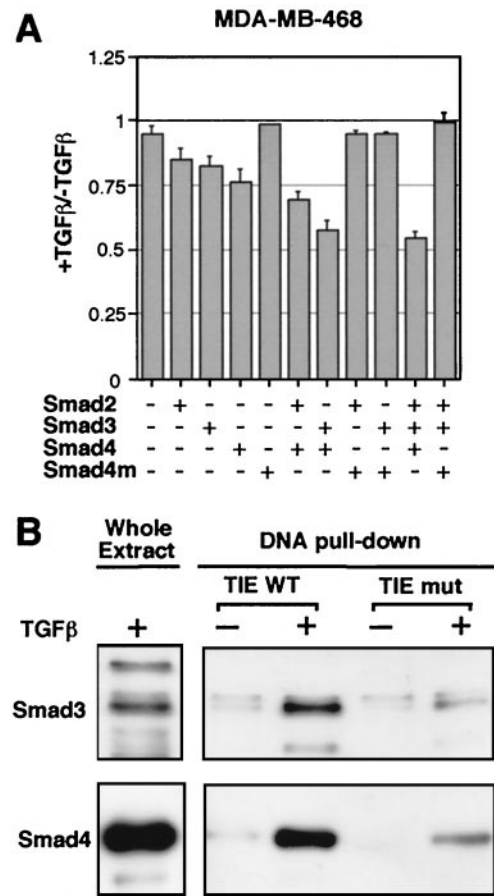 A
MDA-MB-468
+TGFβ/-TGFβ
1.25
1
0.75
0.5
0.25
0
Smad2 - + - - - + - + - + +
Smad3 - - + - - - + - + + +
Smad4 - - - + - + + - - + -
Smad4m - - - - + - - + + - +
B
Whole
Extract
DNA pull-down
TIE WT TIE mut
TGFβ + − + − +
Smad3
Smad4